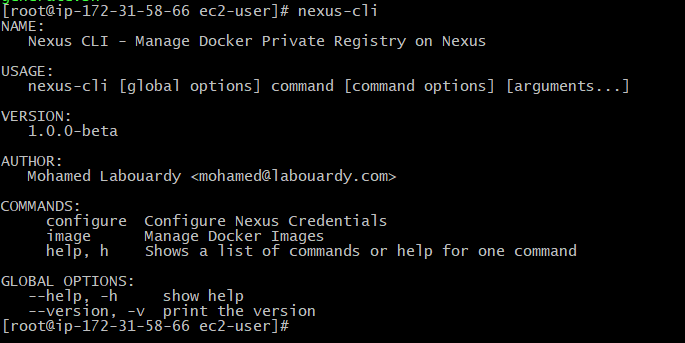 [root@ip-172-31-58-66 ec2-user]# nexus-cli
NAME:
   Nexus CLI - Manage Docker Private Registry on Nexus
USAGE:
   nexus-cli [global options] command [command options] [arguments...]
VERSION:
   1.0.0-beta
AUTHOR:
   Mohamed Labouardy <mohamed@labouardy.com>
COMMANDS:
     configure  Configure Nexus Credentials
     image      Manage Docker Images
     help, h    Shows a list of commands or help for one command
GLOBAL OPTIONS:
   --help, -h     show help
   --version, -v  print the version
[root@ip-172-31-58-66 ec2-user]#